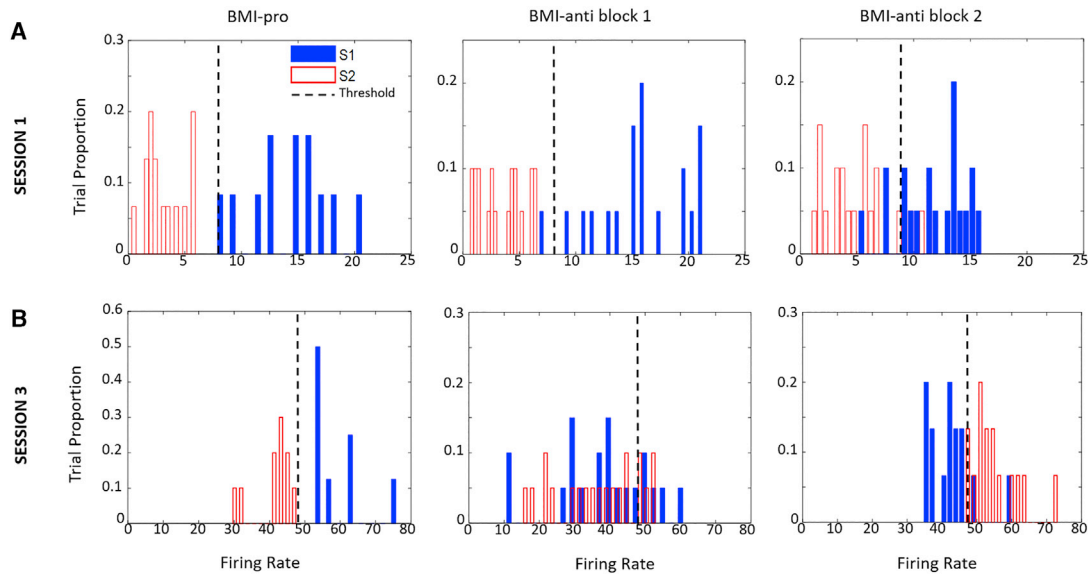 A
BMI-pro
BMI-anti block 1
BMI-anti block 2
SESSION 1
Trial Proportion
0.3
0.2
0.1
0
0 5 10 15 20 25
S1
S2
Threshold
0.2
0.1
0
0 5 10 15 20 25
0.2
0.1
0
0 5 10 15 20 25
B
SESSION 3
Trial Proportion
0.6
0.5
0.4
0.3
0.2
0.1
0
0 10 20 30 40 50 60 70 80
Firing Rate
0.3
0.2
0.1
0
0 10 20 30 40 50 60 70 80
Firing Rate
0.3
0.2
0.1
0
0 10 20 30 40 50 60 70 80
Firing Rate